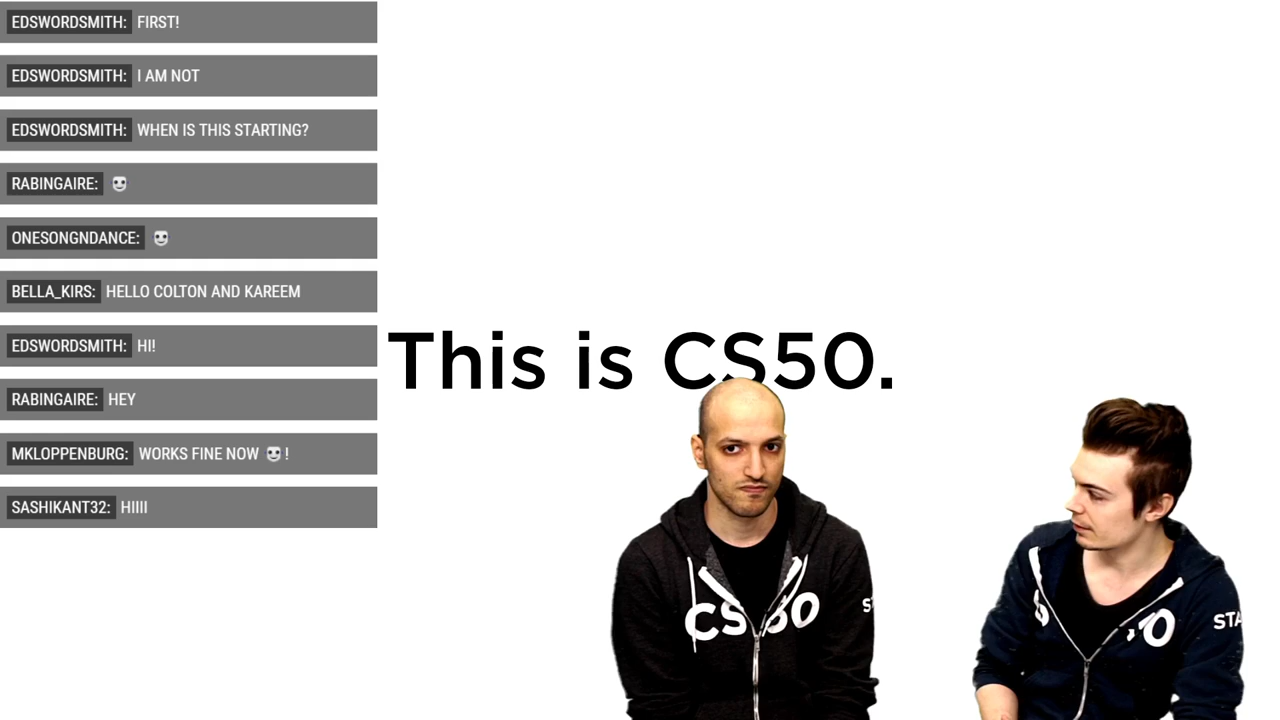 EDSWORDSMITH: FIRST!
EDSWORDSMITH: I AM NOT
EDSWORDSMITH: WHEN IS THIS STARTING?
RABINGAIRE:
ONESONGNDANCE:
BELLA_KIRS: HELLO COLTON AND KAREEM
EDSWORDSMITH: HI!
RABINGAIRE: HEY
MKLOPPENBURG: WORKS FINE NOW !
SASHIKANT32: HIIII
This is CS50.
CS50